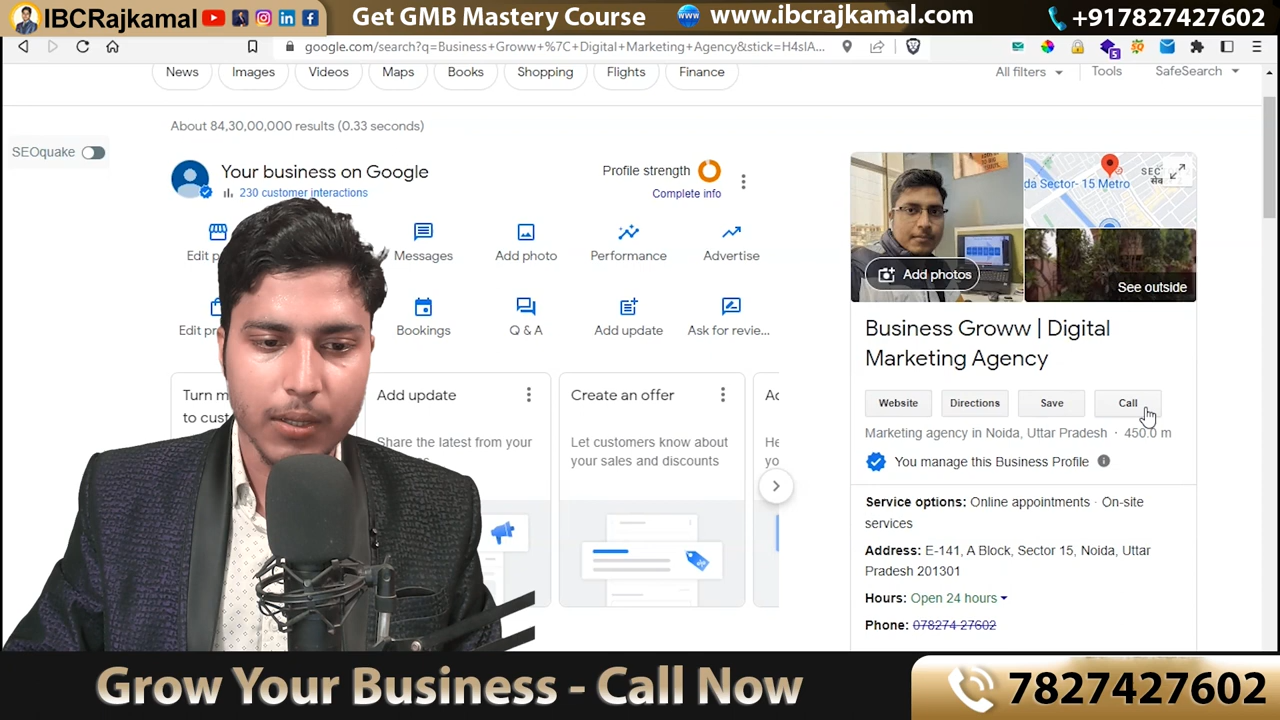 IBCRajkamal
Get GMB Mastery Course
www.ibcrajkamal.com
+917827427602
google.com/search?q=Business+Groww+%7C+Digital+Marketing+Agency&stick=H4sIA...
News
Images
Videos
Maps
Books
Shopping
Flights
Finance
All filters
Tools
SafeSearch
About 84,30,00,000 results (0.33 seconds)
SEOquake
Your business on Google
230 customer interactions
Profile strength
Complete info
Edit p
Messages
Add photo
Performance
Advertise
Edit pr
Bookings
Q & A
Add update
Ask for revie...
Turn m
to cust
Add update
Share the latest from your
Create an offer
Let customers know about
your sales and discounts
Ac
He
yo
da Sector- 15 Metro
SEC
Add photos
See outside
Business Groww | Digital
Marketing Agency
Website
Directions
Save
Call
Marketing agency in Noida, Uttar Pradesh · 450.0 m
You manage this Business Profile
Service options: Online appointments · On-site
services
Address: E-141, A Block, Sector 15, Noida, Uttar
Pradesh 201301
Hours: Open 24 hours
Phone: 078274 27602
Grow Your Business - Call Now
7827427602